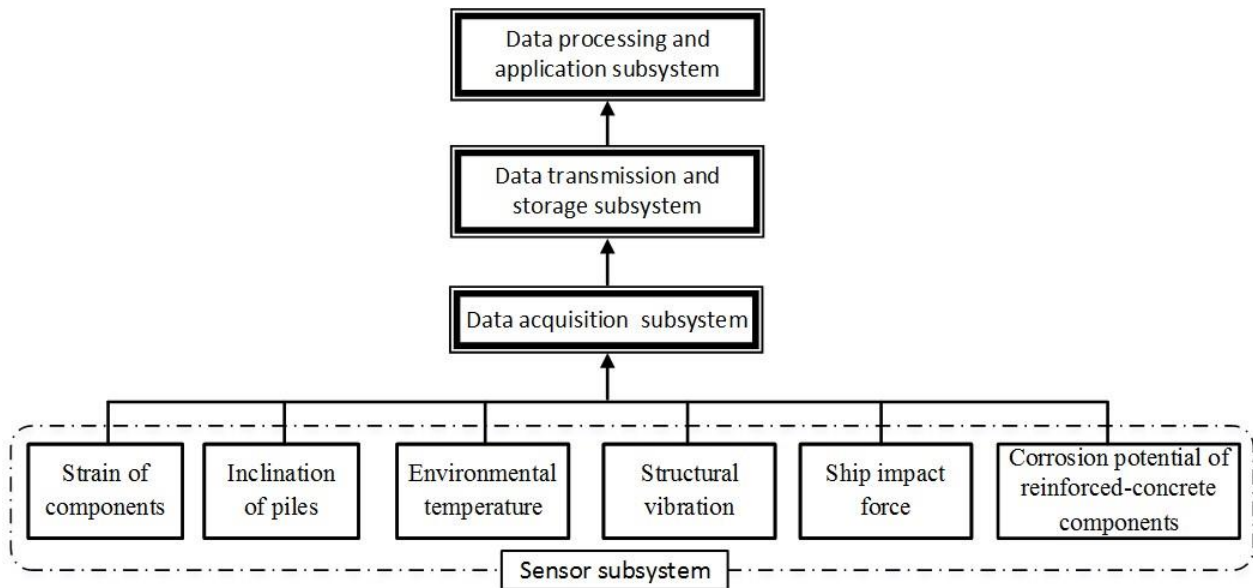 Data processing and
application subsystem
Data transmission and
storage subsystem
Data acquisition subsystem
Strain of
components
Inclination
of piles
Environmental
temperature
Structural
vibration
Ship impact
force
Corrosion potential of
reinforced-concrete
components
Sensor subsystem